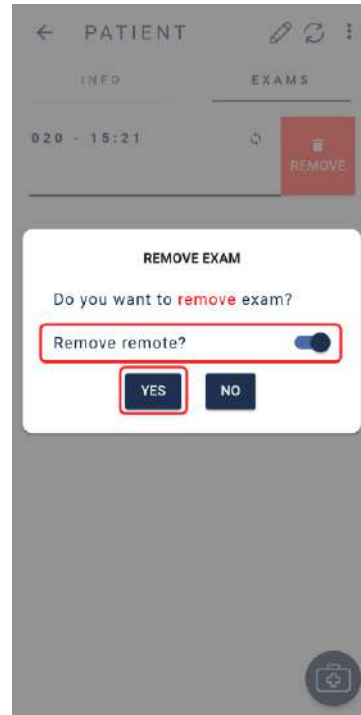 PATIENT
INFO EXAMS
020 - 15:21
REMOVE
REMOVE EXAM
Do you want to remove exam?
Remove remote?
YES NO